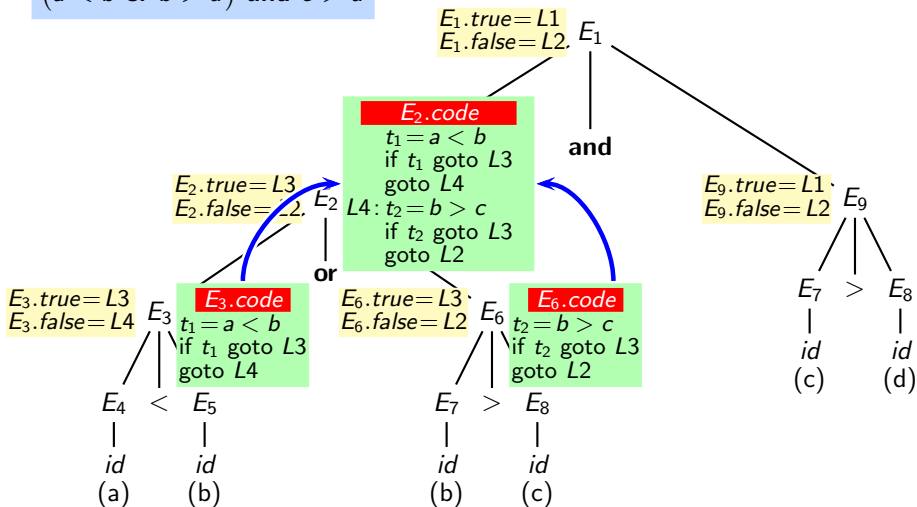 E₁.true=L1
E₁.false=L2
E₁
E₂.code
t₁=a < b
if t₁ goto L3
goto L4
L4: t₂=b > c
if t₂ goto L3
goto L2
and
E₂.true=L3
E₂.false=L2
E₂
or
E₉.true=L1
E₉.false=L2
E₉
E₃.true=L3
E₃.false=L4
E₃
E₃.code
t₁=a < b
if t₁ goto L3
goto L4
E₆.true=L3
E₆.false=L2
E₆
E₆.code
t₂=b > c
if t₂ goto L3
goto L2
E₇ > E₈
id id
(c) (d)
E₄ < E₅
id id
(a) (b)
E₇ > E₈
id id
(b) (c)